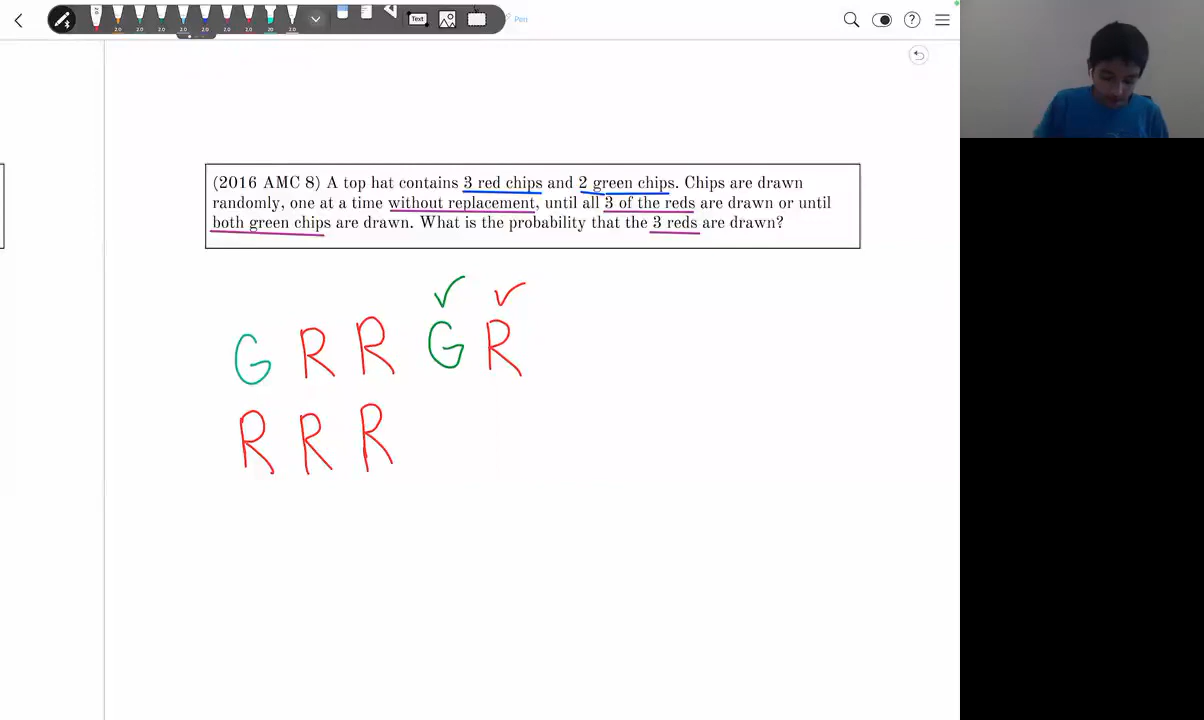 Text
Pen
(2016 AMC 8) A top hat contains 3 red chips and 2 green chips. Chips are drawn
randomly, one at a time without replacement, until all 3 of the reds are drawn or until
both green chips are drawn. What is the probability that the 3 reds are drawn?
G R R G R
R R R